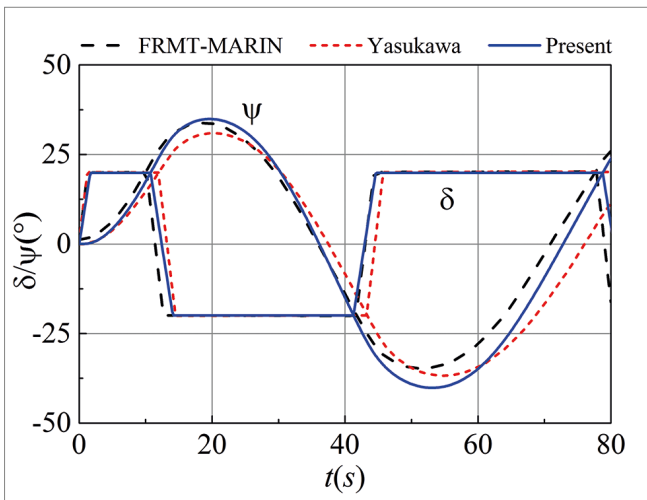 FRMT-MARIN Yasukawa Present
50
ψ
25
δ
0
-25
-50
δ/ψ(°)
0 20 40 60 80
t(s)